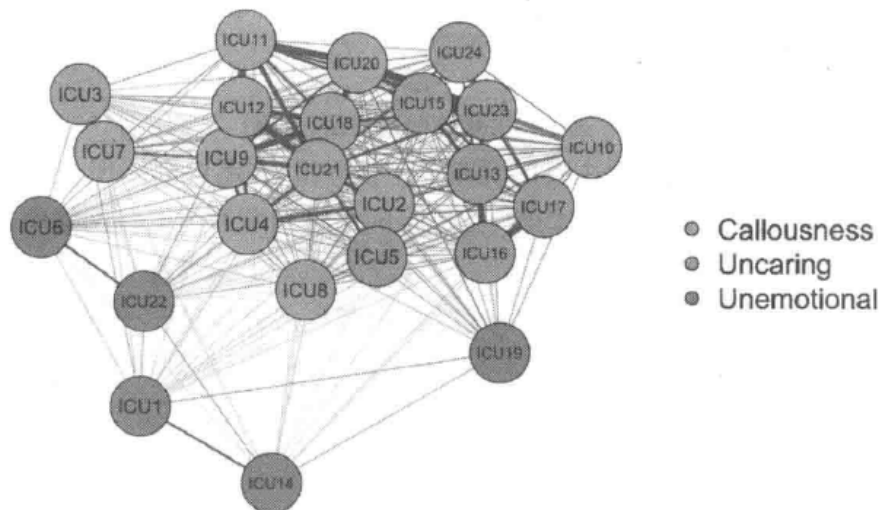 ICU11
ICU20
ICU24
ICU3
ICU12
ICU18
ICU15
ICU23
ICU7
ICU9
ICU21
ICU13
ICU10
ICU6
ICU4
ICU2
ICU17
ICU5
ICU16
ICU22
ICU8
ICU19
ICU1
ICU14
Callousness
Uncaring
Unemotional